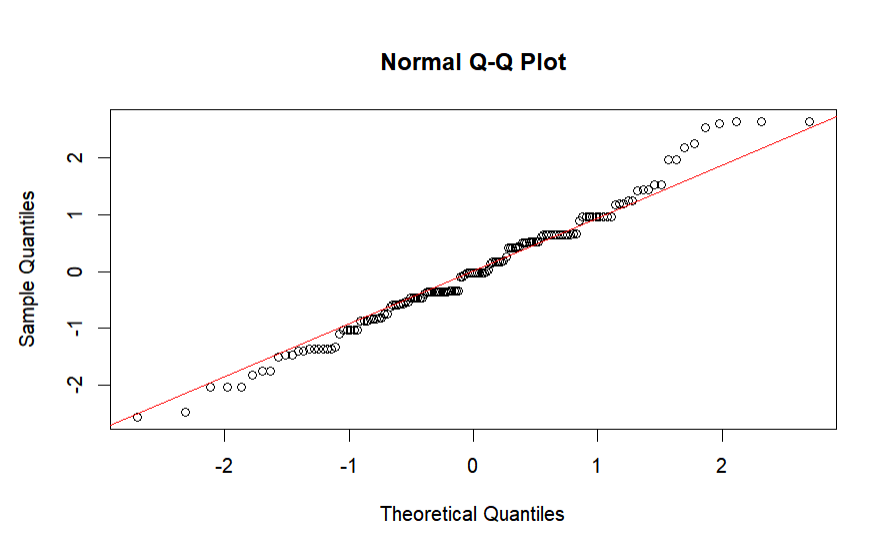 Normal Q-Q Plot
Sample Quantiles
2
1
0
-1
-2
-2 -1 0 1 2
Theoretical Quantiles